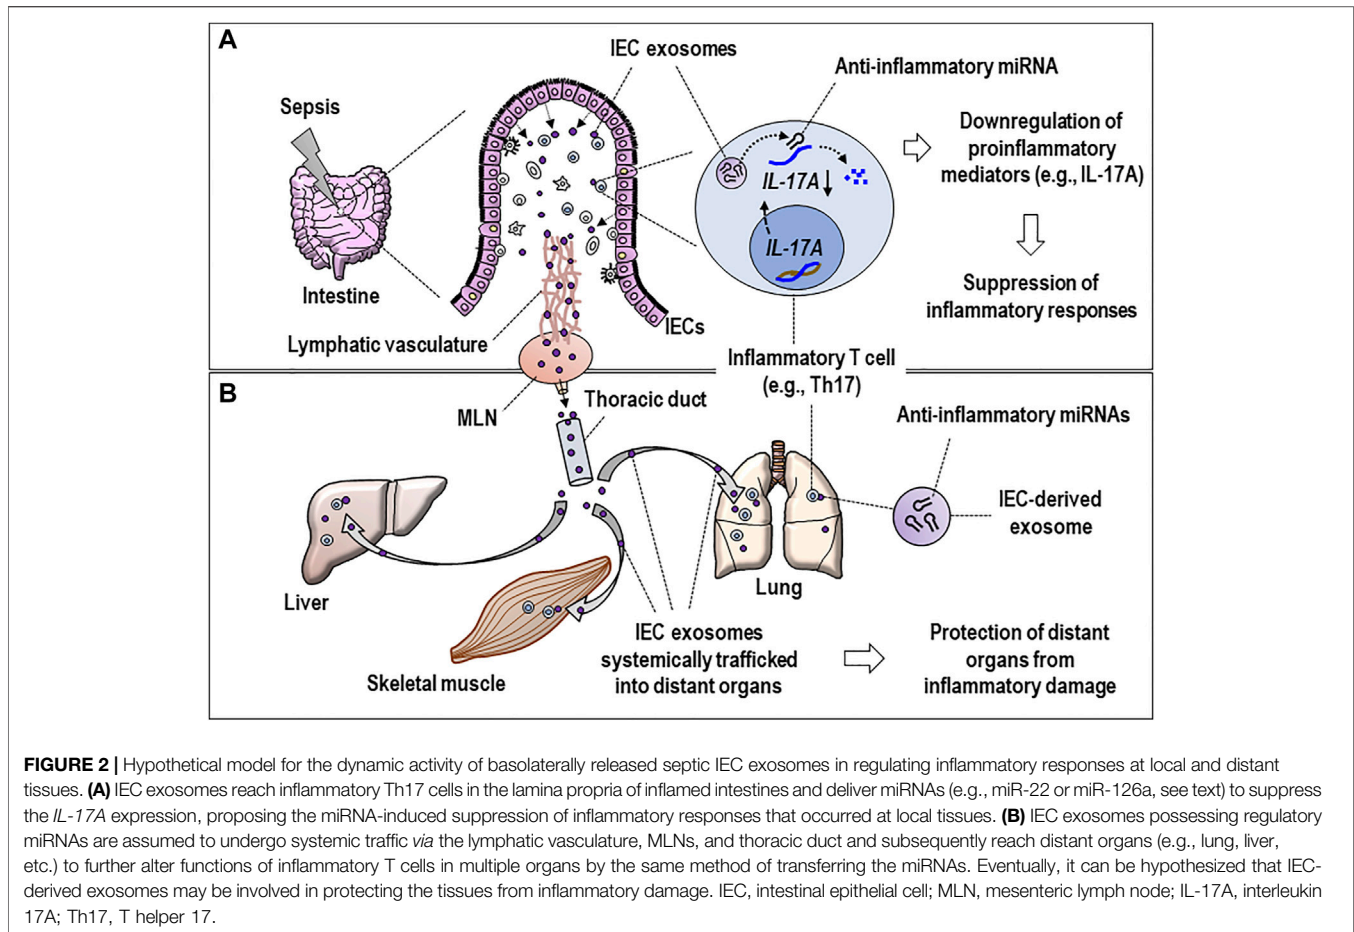 A
IEC exosomes
Anti-inflammatory miRNA
Sepsis
Downregulation of
proinflammatory
mediators (e.g., IL-17A)
IL-17A
IL-17A
Intestine
Suppression of
inflammatory responses
IECs
Lymphatic vasculature
Inflammatory T cell
(e.g., Th17)
B
MLN
Thoracic duct
Anti-inflammatory miRNAs
IEC-derived
exosome
Liver
Lung
Skeletal muscle
IEC exosomes
systemically trafficked
into distant organs
Protection of distant
organs from
inflammatory damage
FIGURE 2 | Hypothetical model for the dynamic activity of basolaterally released septic IEC exosomes in regulating inflammatory responses at local and distant
tissues. (A) IEC exosomes reach inflammatory Th17 cells in the lamina propria of inflamed intestines and deliver miRNAs (e.g., miR-22 or miR-126a, see text) to suppress
the IL-17A expression, proposing the miRNA-induced suppression of inflammatory responses that occurred at local tissues. (B) IEC exosomes possessing regulatory
miRNAs are assumed to undergo systemic traffic via the lymphatic vasculature, MLNs, and thoracic duct and subsequently reach distant organs (e.g., lung, liver,
etc.) to further alter functions of inflammatory T cells in multiple organs by the same method of transferring the miRNAs. Eventually, it can be hypothesized that IEC-
derived exosomes may be involved in protecting the tissues from inflammatory damage. IEC, intestinal epithelial cell; MLN, mesenteric lymph node; IL-17A, interleukin
17A; Th17, T helper 17.